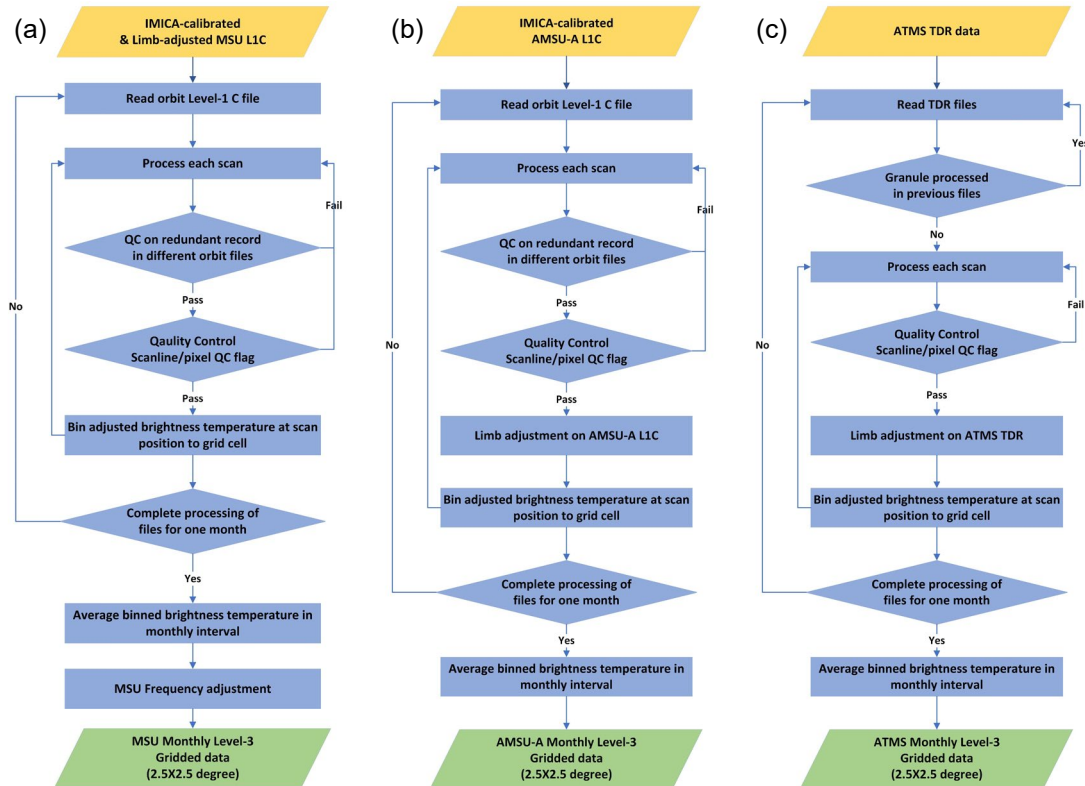 (a)
IMICA-calibrated
& Limb-adjusted MSU L1C
Read orbit Level-1 C file
Process each scan
Fail
QC on redundant record
in different orbit files
No
Pass
Qaulity Control
Scanline/pixel QC flag
Pass
Bin adjusted brightness temperature at scan
position to grid cell
Complete processing of
files for one month
Yes
Average binned brightness temperature in
monthly interval
MSU Frequency adjustment
MSU Monthly Level-3
Gridded data
(2.5X2.5 degree)
(b)
IMICA-calibrated
AMSU-A L1C
Read orbit Level-1 C file
Process each scan
Fail
QC on redundant record
in different orbit files
Pass
No
Quality Control
Scanline/pixel QC flag
Pass
Limb adjustment on AMSU-A L1C
Bin adjusted brightness temperature at scan
position to grid cell
Complete processing of
files for one month
Yes
Average binned brightness temperature in
monthly interval
AMSU-A Monthly Level-3
Gridded data
(2.5X2.5 degree)
(c)
ATMS TDR data
Read TDR files
Yes
Granule processed
in previous files
No
Process each scan
Fail
No
Quality Control
Scanline/pixel QC flag
Pass
Limb adjustment on ATMS TDR
Bin adjusted brightness temperature at scan
position to grid cell
Complete processing of
files for one month
Yes
Average binned brightness temperature in
monthly interval
ATMS Monthly Level-3
Gridded data
(2.5X2.5 degree)